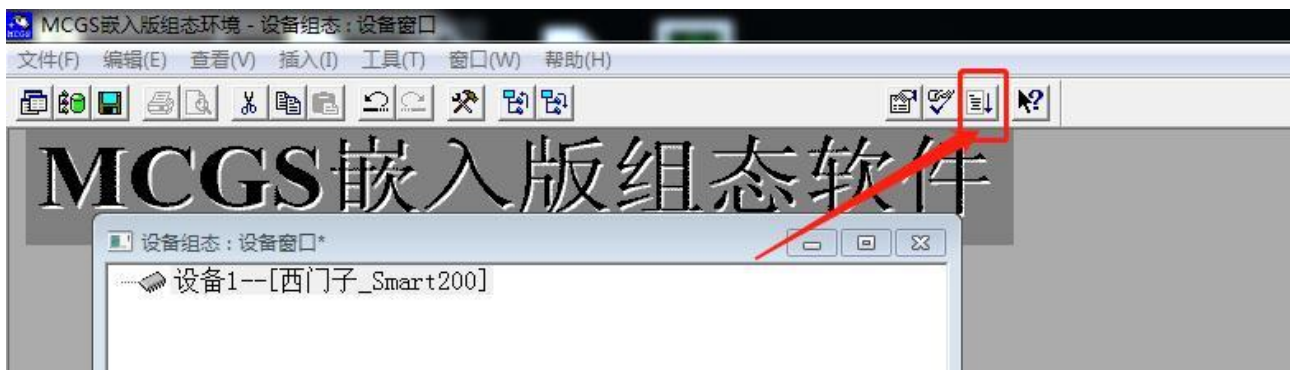 MCGS嵌入版组态环境 - 设备组态 : 设备窗口
文件(F) 编辑(E) 查看(V) 插入(I) 工具(T) 窗口(W) 帮助(H)
MCGS嵌入版组态软件
设备组态 : 设备窗口*
设备1--[西门子_Smart200]